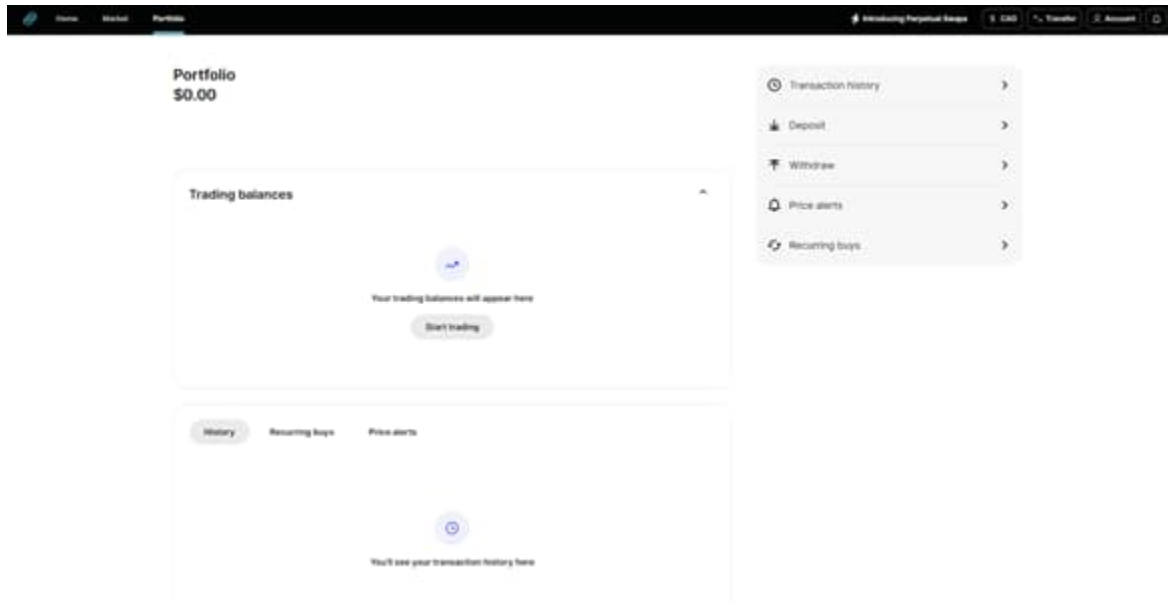 Home Market Portfolio Introducing Perpetual Swaps $ CAD Transfer Account
Portfolio
$0.00
Trading balances
Your trading balances will appear here
Start trading
History Recurring buys Price alerts
You'll see your transaction history here
Transaction history
Deposit
Withdraw
Price alerts
Recurring buys